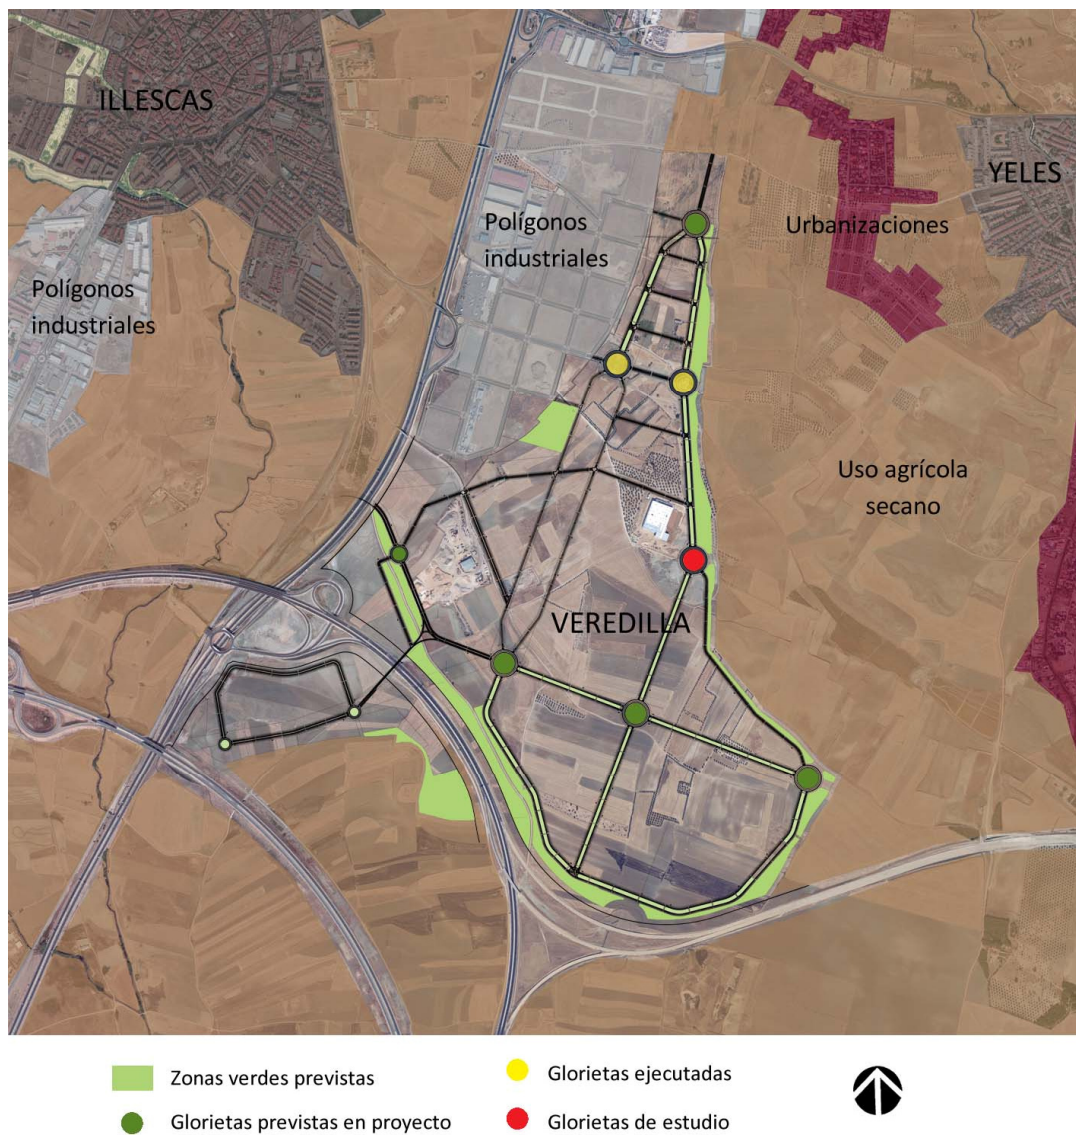 ILLESCAS
YELES
Polígonos
industriales
Urbanizaciones
Polígonos
industriales
Uso agrícola
secano
VEREDILLA
Zonas verdes previstas
Glorietas ejecutadas
Glorietas previstas en proyecto
Glorietas de estudio